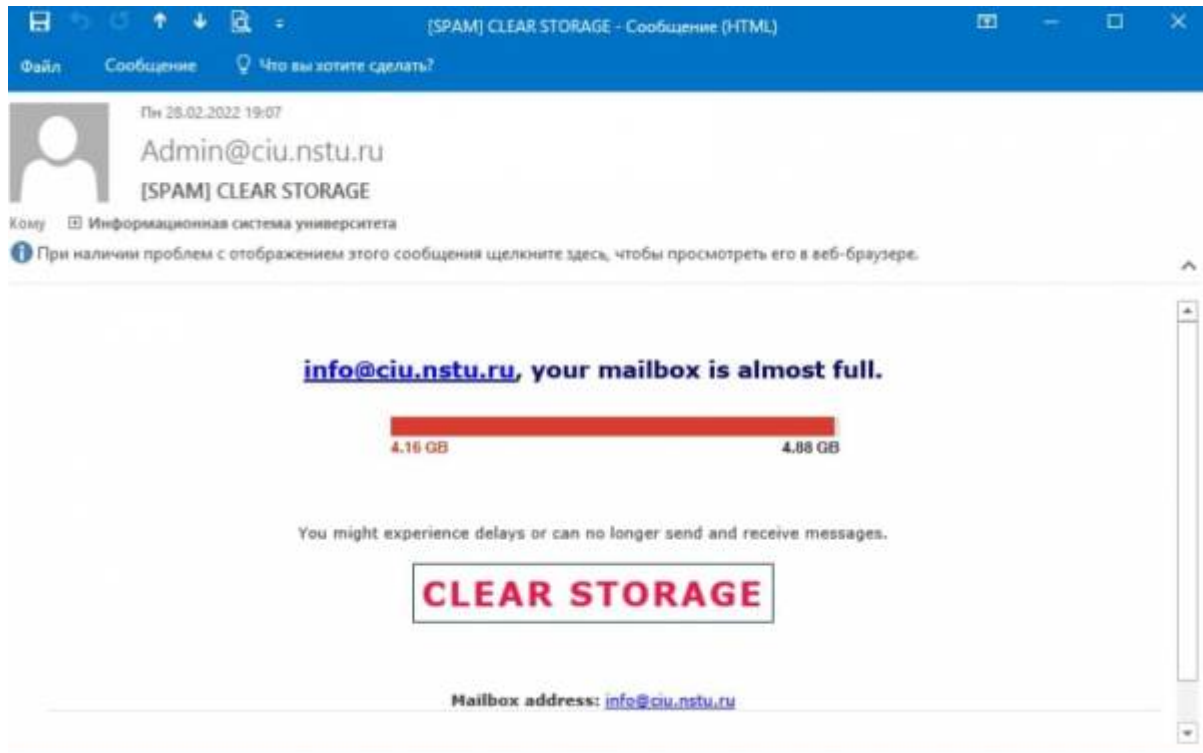 [SPAM] CLEAR STORAGE - Сообщение (HTML)
Файл Сообщение Что вы хотите сделать?
Пн 28.02.2022 19:07
Admin@ciu.nstu.ru
[SPAM] CLEAR STORAGE
Кому Информационная система университета
При наличии проблем с отображением этого сообщения щелкните здесь, чтобы просмотреть его в веб-браузере.
info@ciu.nstu.ru, your mailbox is almost full.
4.16 GB 4.88 GB
You might experience delays or can no longer send and receive messages.
CLEAR STORAGE
Mailbox address: info@ciu.nstu.ru